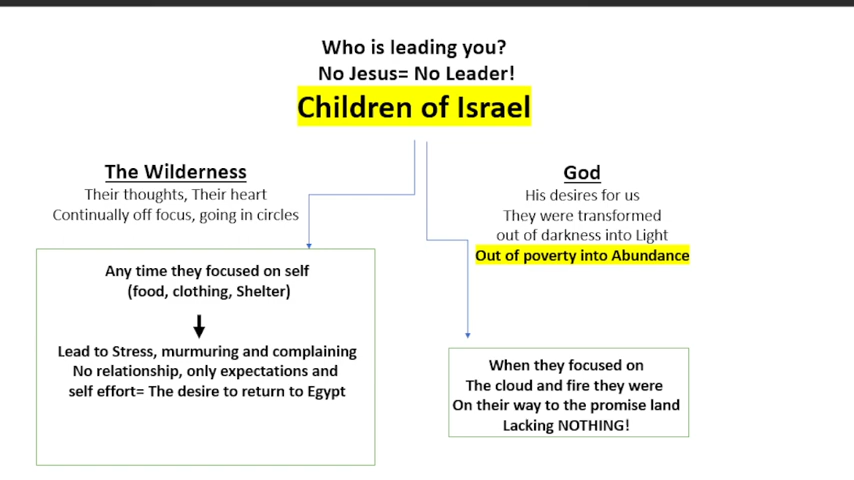 Who is leading you?
No Jesus= No Leader!
Children of Israel
The Wilderness
Their thoughts, Their heart
Continually off focus, going in circles
Any time they focused on self
(food, clothing, Shelter)
Lead to Stress, murmuring and complaining
No relationship, only expectations and
self effort= The desire to return to Egypt
God
His desires for us
They were transformed
out of darkness into Light
Out of poverty into Abundance
When they focused on
The cloud and fire they were
On their way to the promise land
Lacking NOTHING!